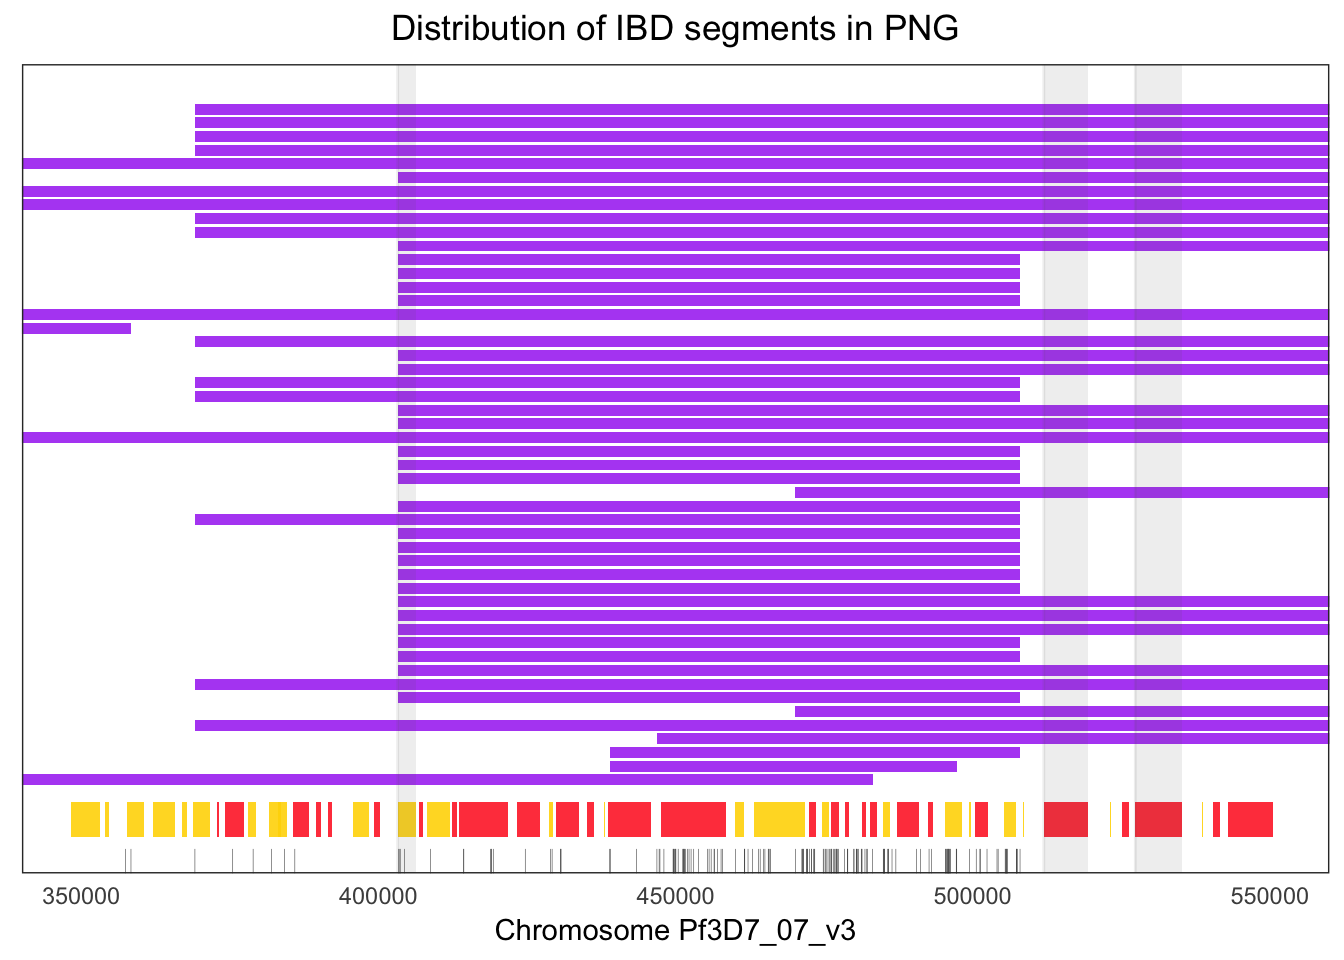 Distribution of IBD segments in PNG
350000 400000 450000 500000 550000
Chromosome Pf3D7_07_v3